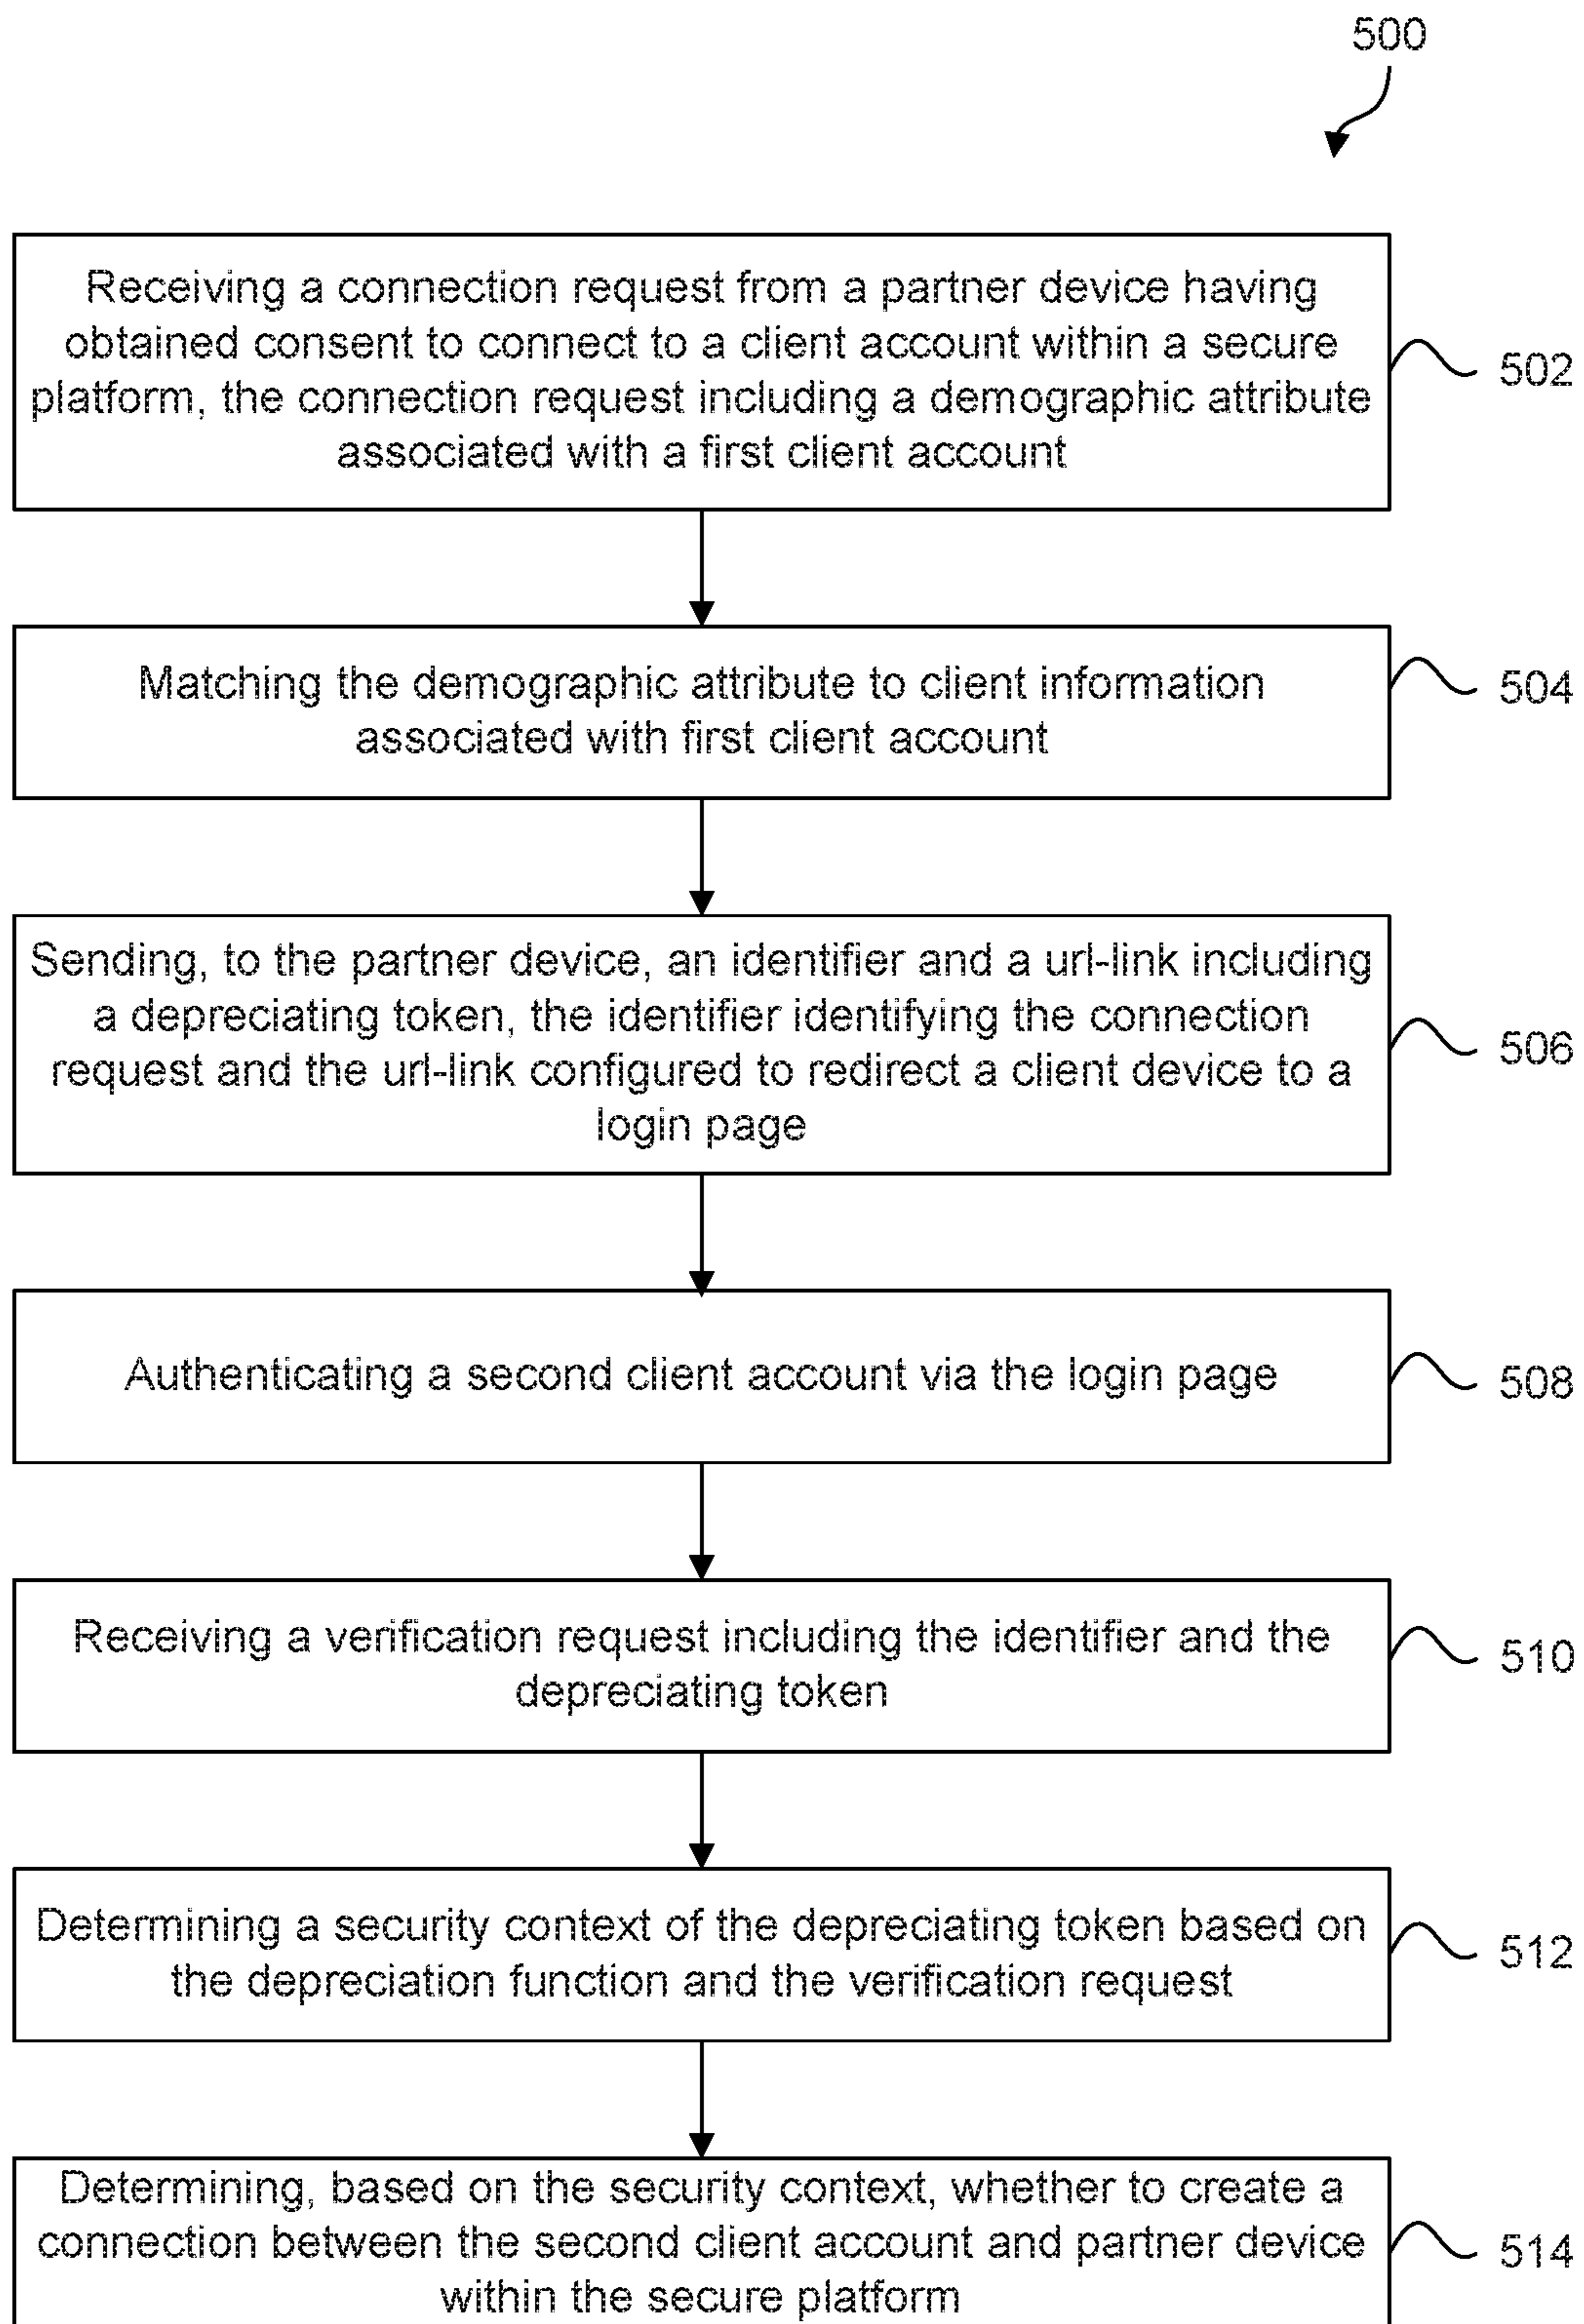 500
Receiving a connection request from a partner device having
obtained consent to connect to a client account within a secure
platform, the connection request including a demographic attribute
associated with a first client account
502
Matching the demographic attribute to client information
associated with first client account
504
Sending, to the partner device, an identifier and a url-link including
a depreciating token, the identifier identifying the connection
request and the url-link configured to redirect a client device to a
login page
506
Authenticating a second client account via the login page
508
Receiving a verification request including the identifier and the
depreciating token
510
Determining a security context of the depreciating token based on
the depreciation function and the verification request
512
Determining, based on the security context, whether to create a
connection between the second client account and partner device
within the secure platform
514